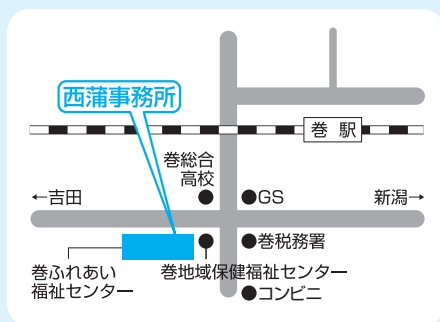 西蒲事務所
巻 駅
巻総合
高校
←吉田
GS
新潟→
巻税務署
巻ふれあい
福祉センター
巻地域保健福祉センター
コンビニ